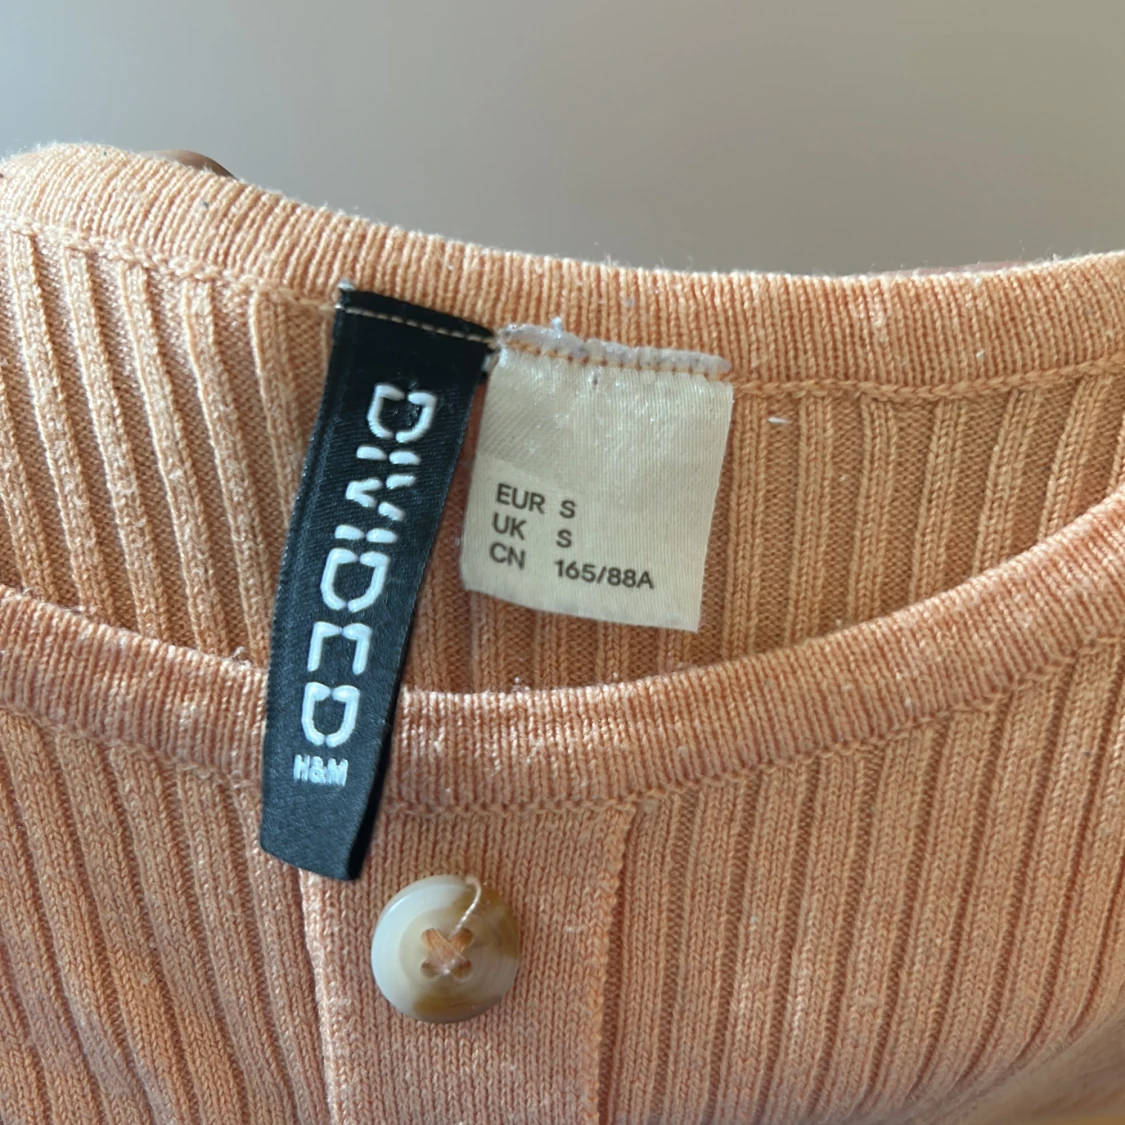 DIVIDED
H&M
EUR S
UK S
CN 165/88A